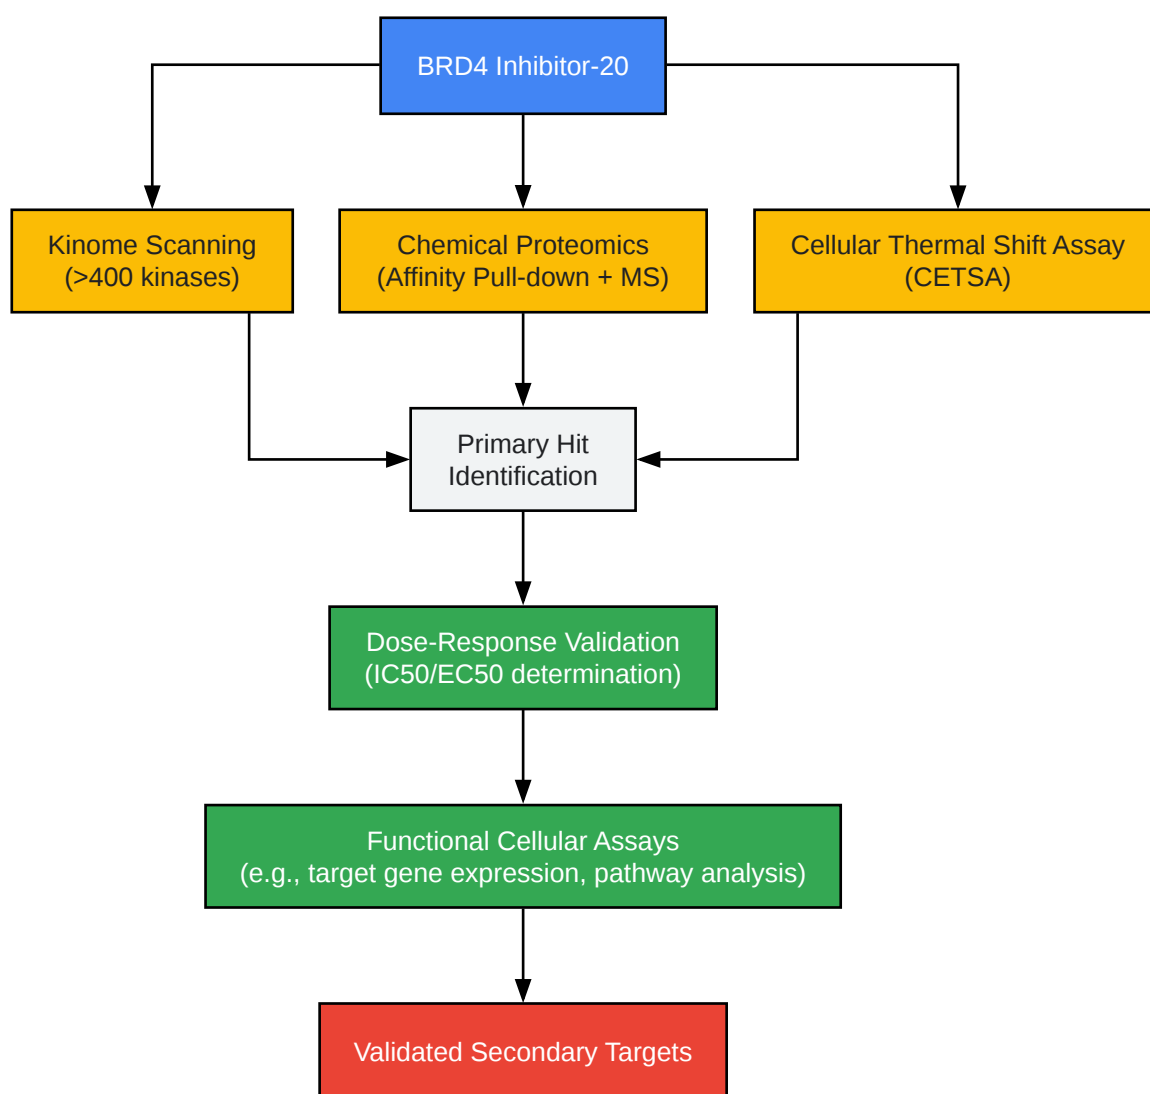 BRD4 Inhibitor-20
Kinome Scanning
(>400 kinases)
Chemical Proteomics
(Affinity Pull-down + MS)
Cellular Thermal Shift Assay
(CETSA)
Primary Hit
Identification
Dose-Response Validation
(IC50/EC50 determination)
Functional Cellular Assays
(e.g., target gene expression, pathway analysis)
Validated Secondary Targets